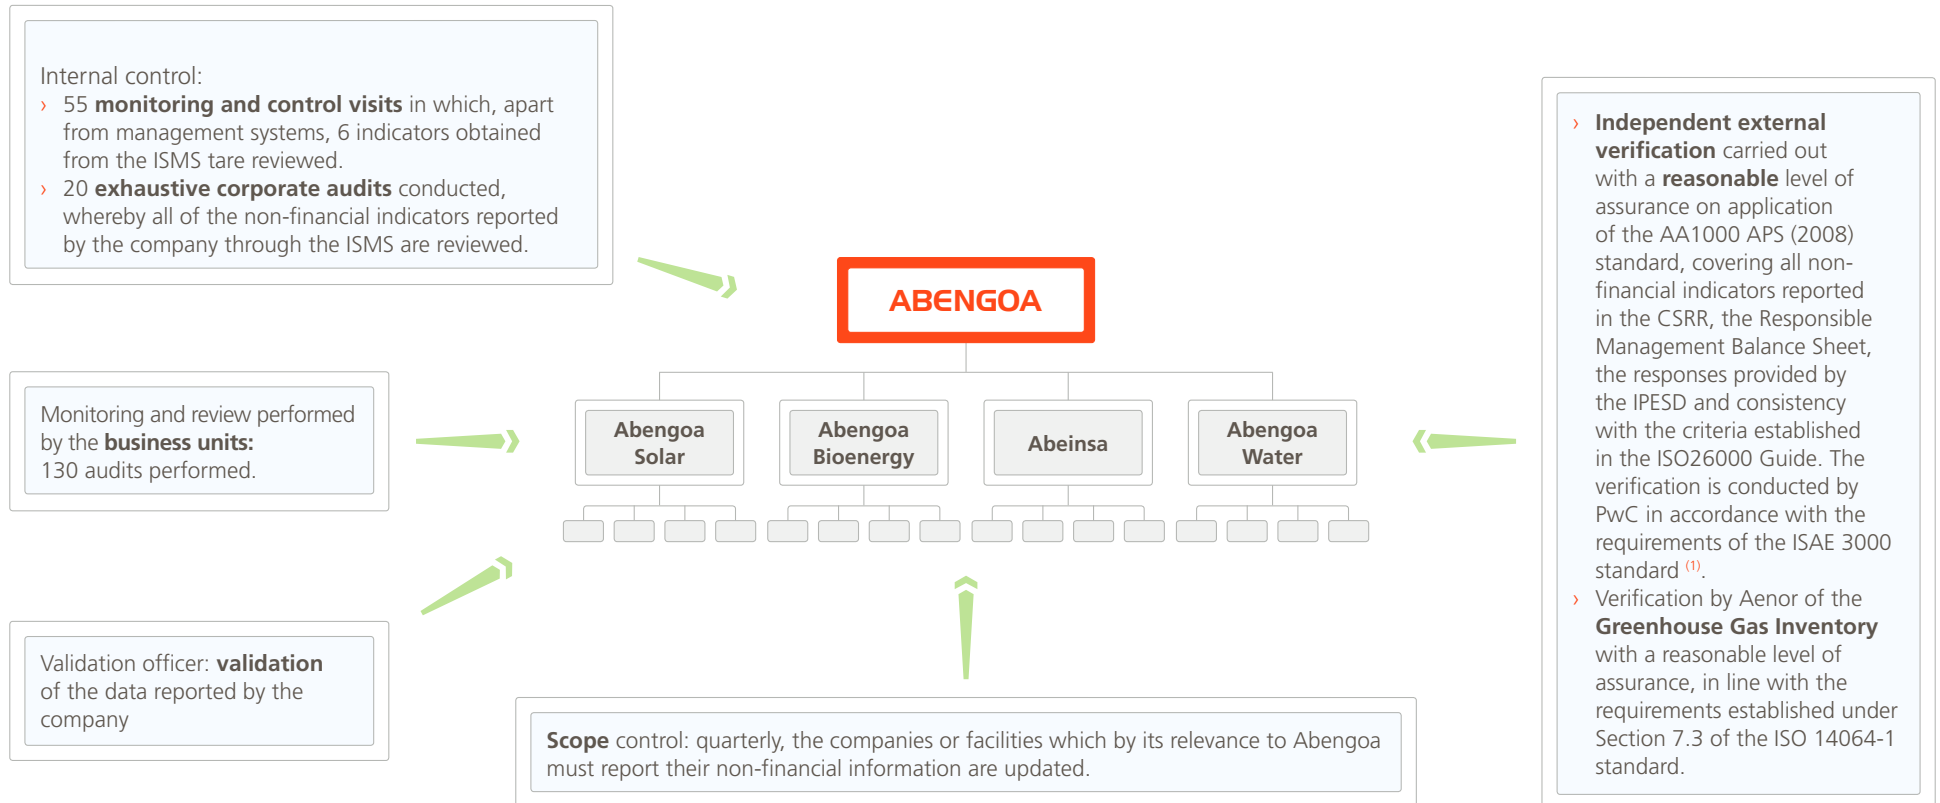 Internal control:
› 55 monitoring and control visits in which, apart
from management systems, 6 indicators obtained
from the ISMS tare reviewed.
› 20 exhaustive corporate audits conducted,
whereby all of the non-financial indicators reported
by the company through the ISMS are reviewed.
Monitoring and review performed
by the business units:
130 audits performed.
Validation officer: validation
of the data reported by the
company
ABENGOA
Abengoa
Solar
Abengoa
Bioenergy
Abeinsa
Abengoa
Water
Scope control: quarterly, the companies or facilities which by its relevance to Abengoa
must report their non-financial information are updated.
› Independent external
verification carried out
with a reasonable level of
assurance on application
of the AA1000 APS (2008)
standard, covering all non-
financial indicators reported
in the CSRR, the Responsible
Management Balance Sheet,
the responses provided by
the IPESD and consistency
with the criteria established
in the ISO26000 Guide. The
verification is conducted by
PwC in accordance with the
requirements of the ISAE 3000
standard (1).
› Verification by Aenor of the
Greenhouse Gas Inventory
with a reasonable level of
assurance, in line with the
requirements established under
Section 7.3 of the ISO 14064-1
standard.